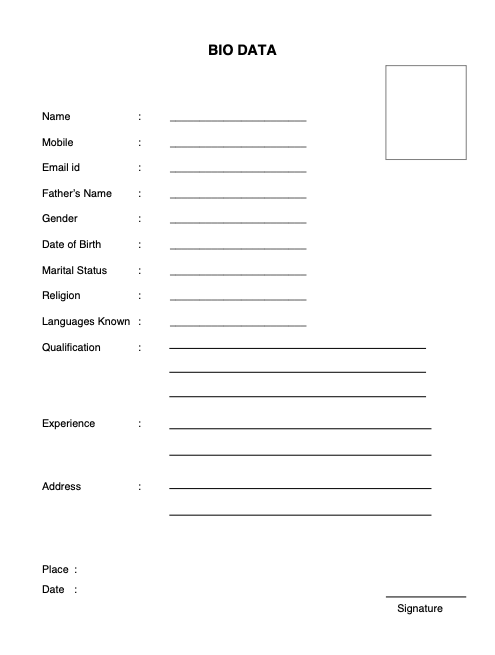 BIO DATA
Name : 
Mobile : 
Email id : 
Father's Name : 
Gender : 
Date of Birth : 
Marital Status : 
Religion : 
Languages Known : 
Qualification : 
Experience : 
Address : 
Place :
Date :
Signature